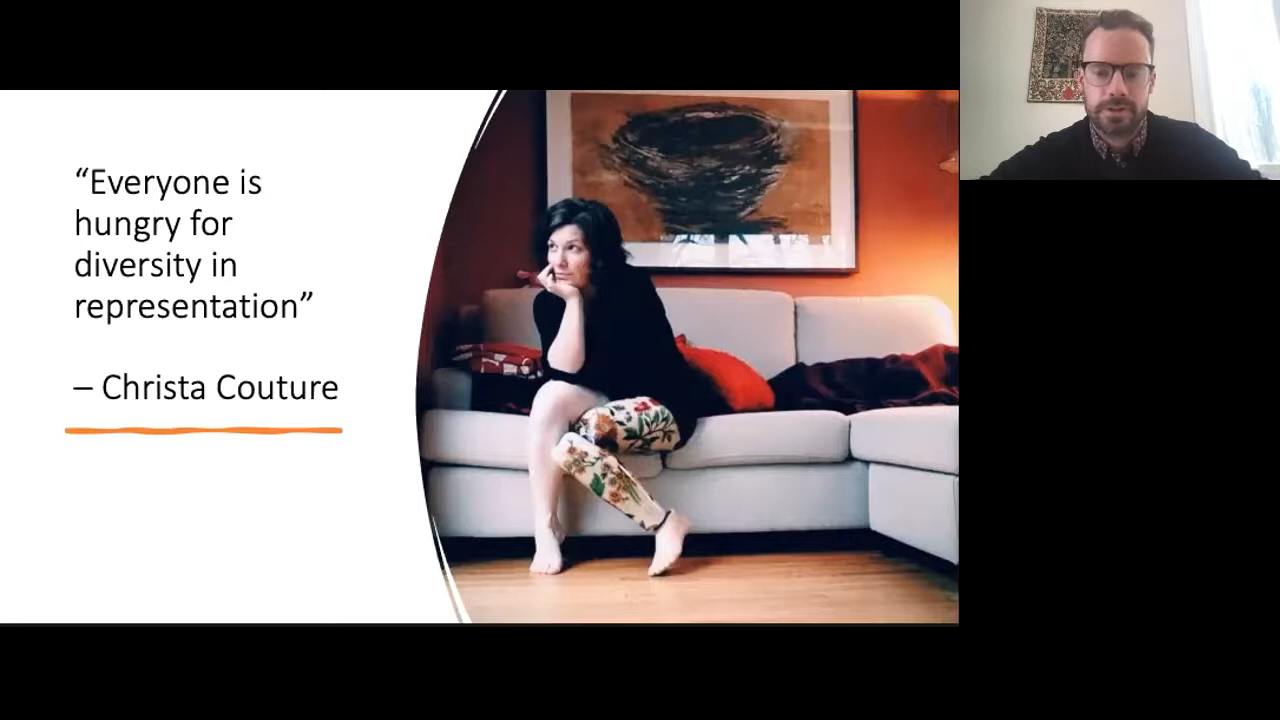 “Everyone is
hungry for
diversity in
representation”
– Christa Couture